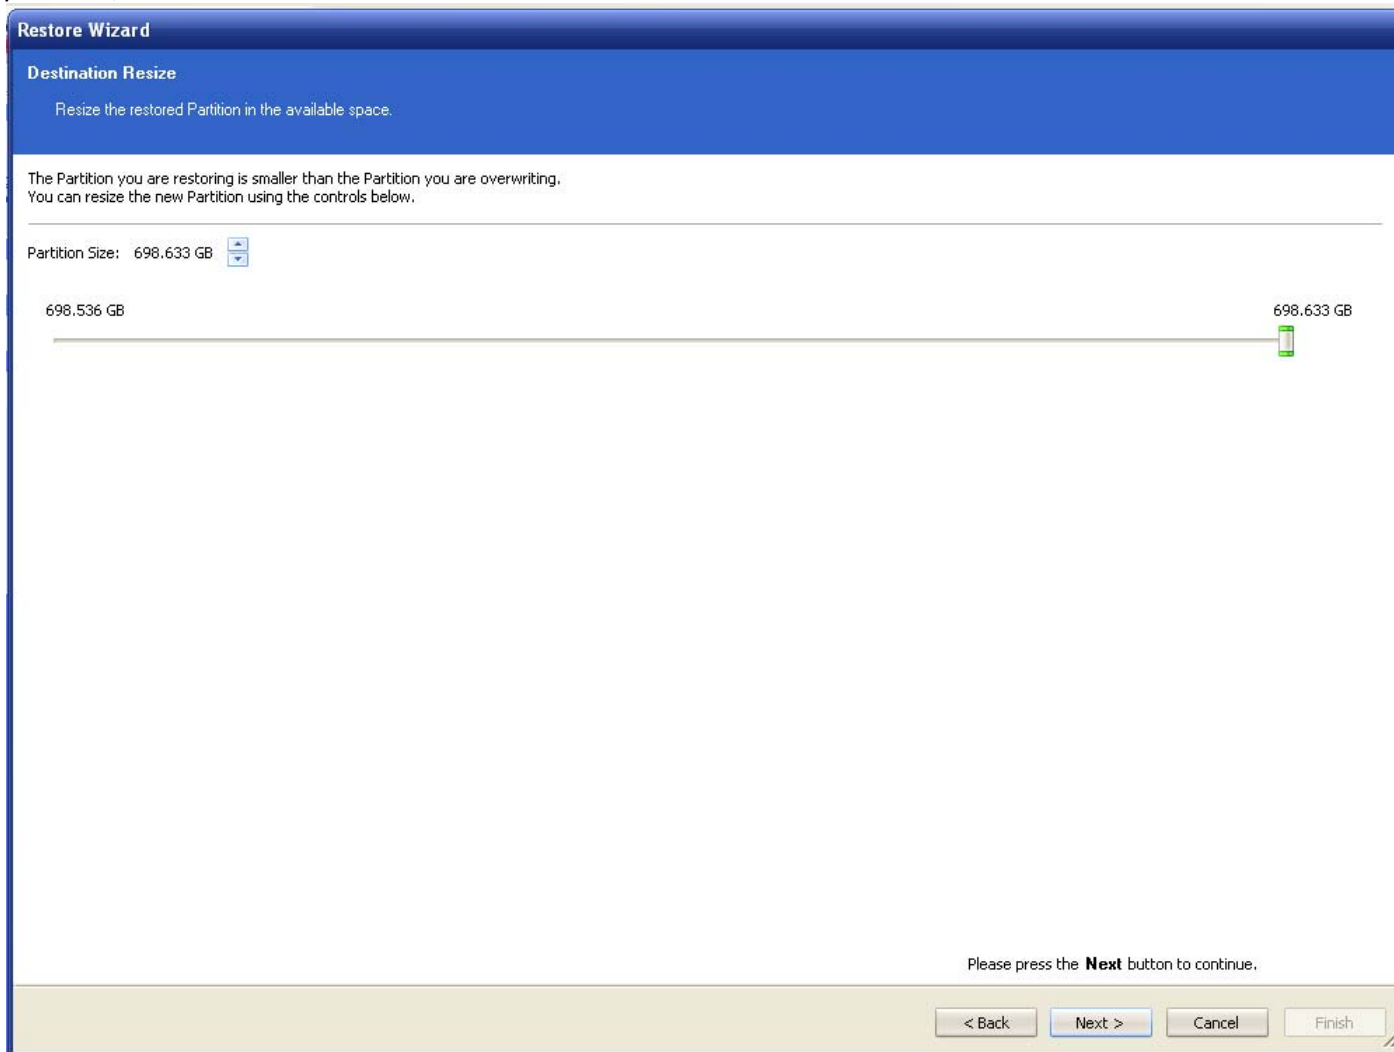 Restore Wizard
Destination Resize
Resize the restored Partition in the available space.
The Partition you are restoring is smaller than the Partition you are overwriting.
You can resize the new Partition using the controls below.
Partition Size: 698.633 GB
698.536 GB 698.633 GB
Please press the Next button to continue.
< Back Next > Cancel Finish